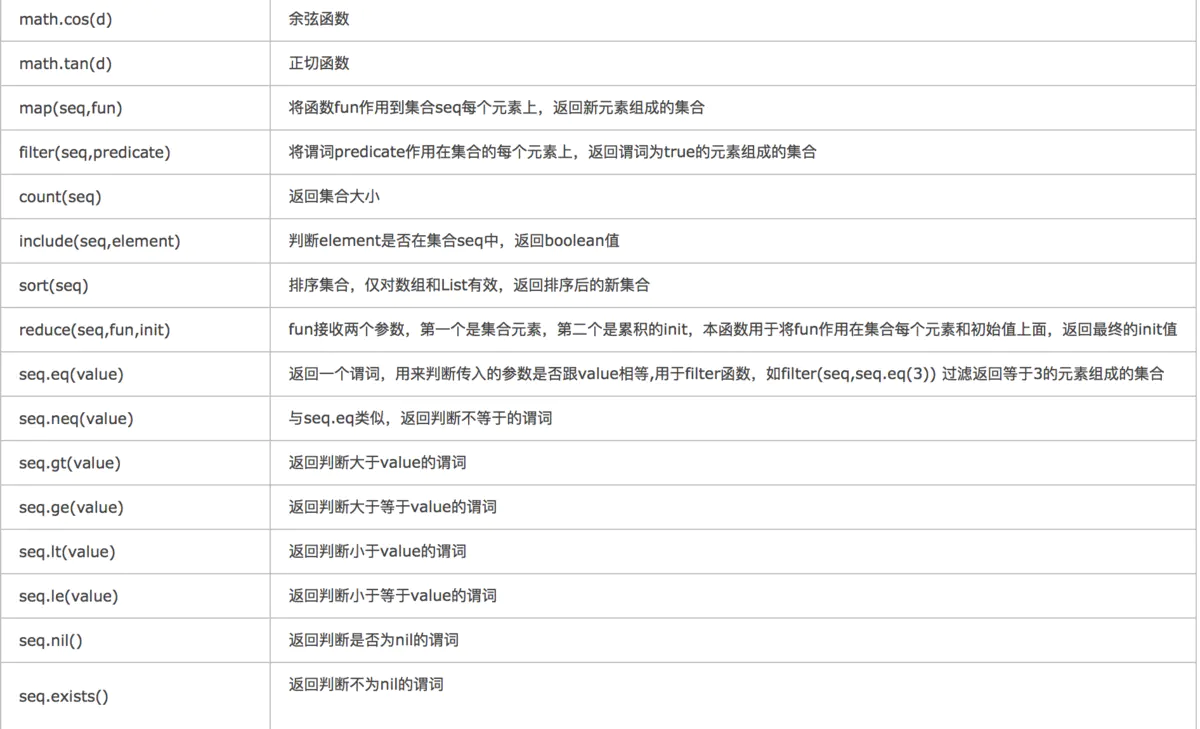 math.cos(d) 余弦函数
math.tan(d) 正切函数
map(seq,fun) 将函数fun作用到集合seq每个元素上，返回新元素组成的集合
filter(seq,predicate) 将谓词predicate作用在集合的每个元素上，返回谓词为true的元素组成的集合
count(seq) 返回集合大小
include(seq,element) 判断element是否在集合seq中，返回boolean值
sort(seq) 排序集合，仅对数组和List有效，返回排序后的新集合
reduce(seq,fun,init) fun接收两个参数，第一个是集合元素，第二个是累积的init，本函数用于将fun作用在集合每个元素和初始值上面，返回最终的init值
seq.eq(value) 返回一个谓词，用来判断传入的参数是否跟value相等,用于filter函数，如filter(seq,seq.eq(3)) 过滤返回等于3的元素组成的集合
seq.neq(value) 与seq.eq类似，返回判断不等于的谓词
seq.gt(value) 返回判断大于value的谓词
seq.ge(value) 返回判断大于等于value的谓词
seq.lt(value) 返回判断小于value的谓词
seq.le(value) 返回判断小于等于value的谓词
seq.nil() 返回判断是否为nil的谓词
seq.exists() 返回判断不为nil的谓词